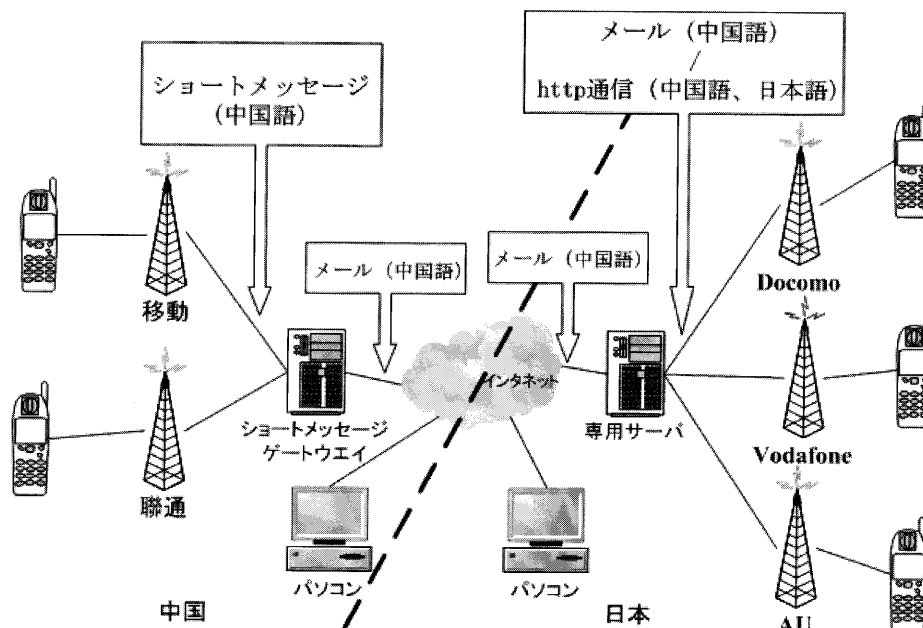 メール（中国語）
/
http通信（中国語、日本語）
ショートメッセージ
（中国語）
メール（中国語）
メール（中国語）
移動
Docomo
インタネット
ショートメッセージ
ゲートウエイ
専用サーバ
Vodafone
聯通
パソコン
パソコン
中国
日本
AU